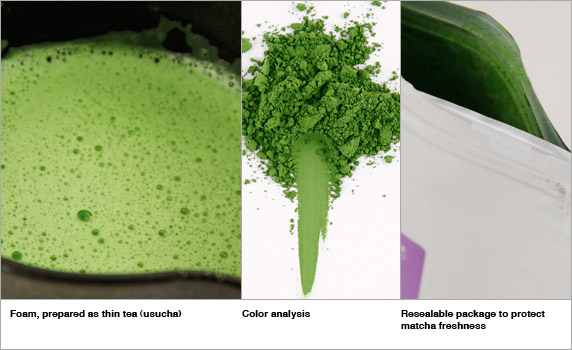 Foam, prepared as thin tea (usucha)
Color analysis
Resealable package to protect
matcha freshness